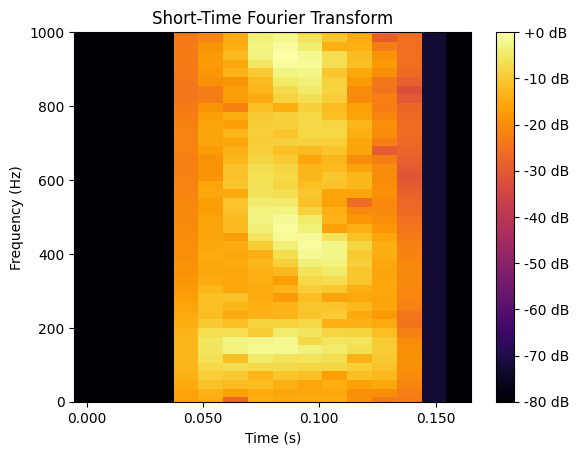 Short-Time Fourier Transform
1000
800
600
400
200
0
Frequency (Hz)
0.000
0.050
0.100
0.150
Time (s)
+0 dB
-10 dB
-20 dB
-30 dB
-40 dB
-50 dB
-60 dB
-70 dB
-80 dB